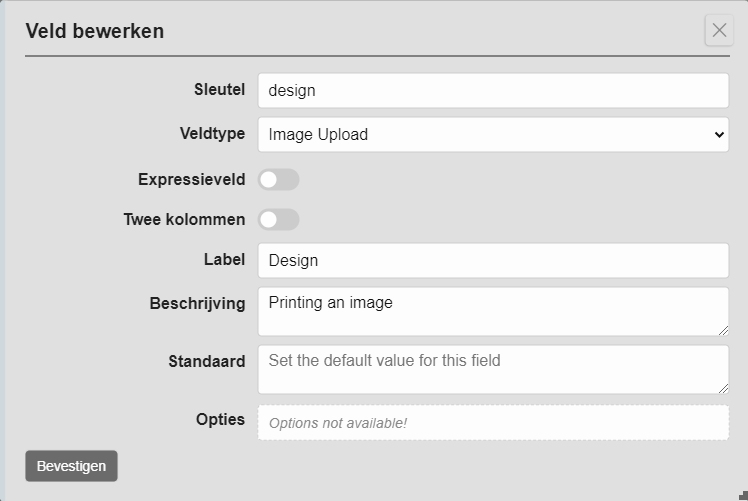 Veld bewerken
Sleutel design
Veldtype Image Upload
Expressieveld
Twee kolommen
Label Design
Beschrijving Printing an image
Standaard Set the default value for this field
Opties Options not available!
Bevestigen